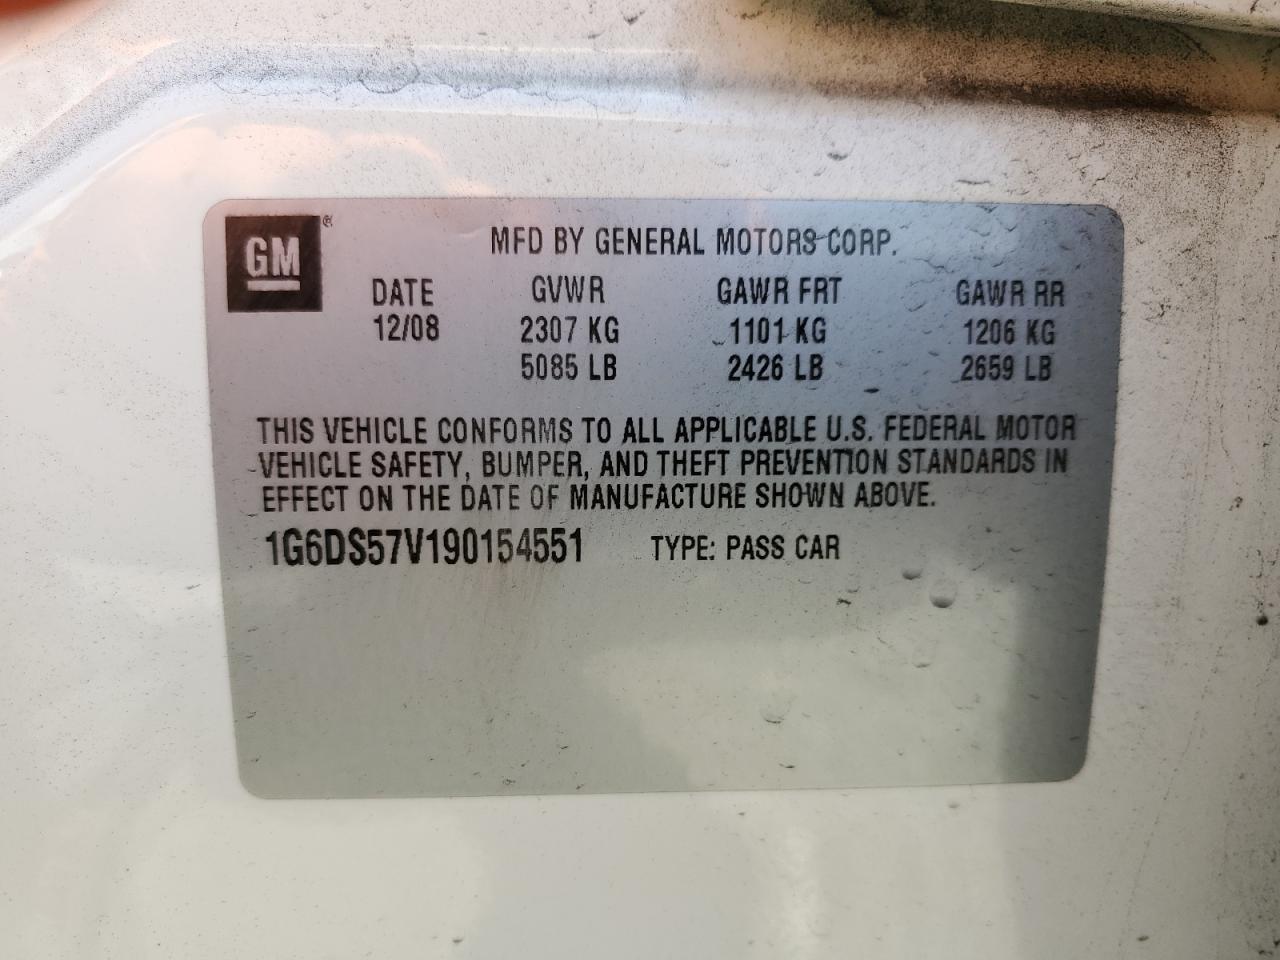 GM ®
MFD BY GENERAL MOTORS CORP.
DATE GVWR GAWR FRT GAWR RR
12/08 2307 KG 1101 KG 1206 KG
5085 LB 2426 LB 2659 LB
THIS VEHICLE CONFORMS TO ALL APPLICABLE U.S. FEDERAL MOTOR
VEHICLE SAFETY, BUMPER, AND THEFT PREVENTION STANDARDS IN
EFFECT ON THE DATE OF MANUFACTURE SHOWN ABOVE.
1G6DS57V190154551 TYPE: PASS CAR